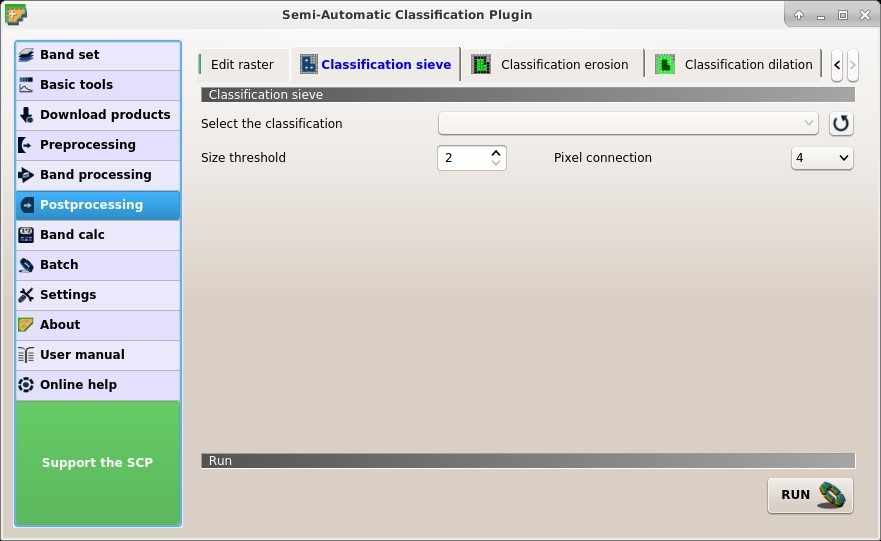 Semi-Automatic Classification Plugin
Band set
Basic tools
Download products
Preprocessing
Band processing
Postprocessing
Band calc
Batch
Settings
About
User manual
Online help
Support the SCP
Edit raster
Classification sieve
Classification erosion
Classification dilation
Classification sieve
Select the classification
Size threshold 2 Pixel connection 4
Run
RUN